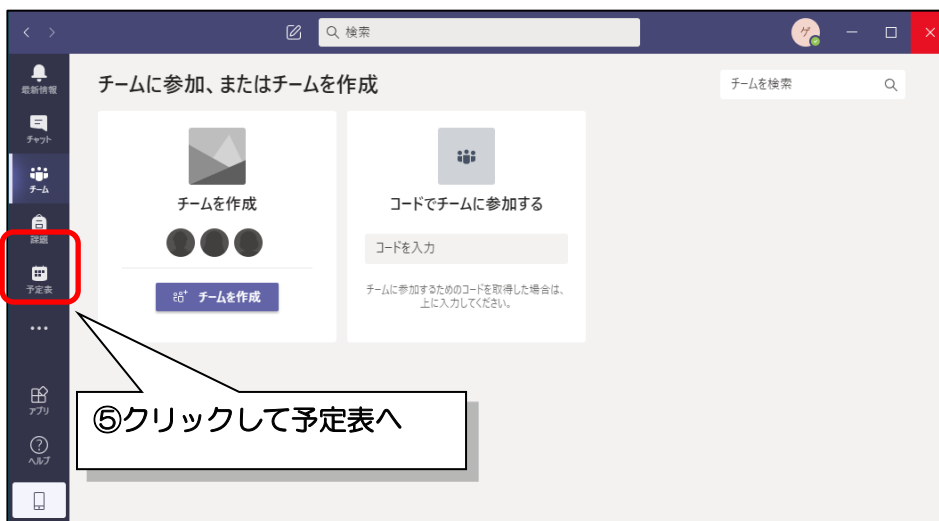 検索
ゲ
最新情報
チャット
チーム
課題
予定表
アプリ
ヘルプ
チームに参加、またはチームを作成
チームを検索
チームを作成
チームを作成
コードでチームに参加する
コードを入力
チームに参加するためのコードを取得した場合は、
上に入力してください。
⑤クリックして予定表へ